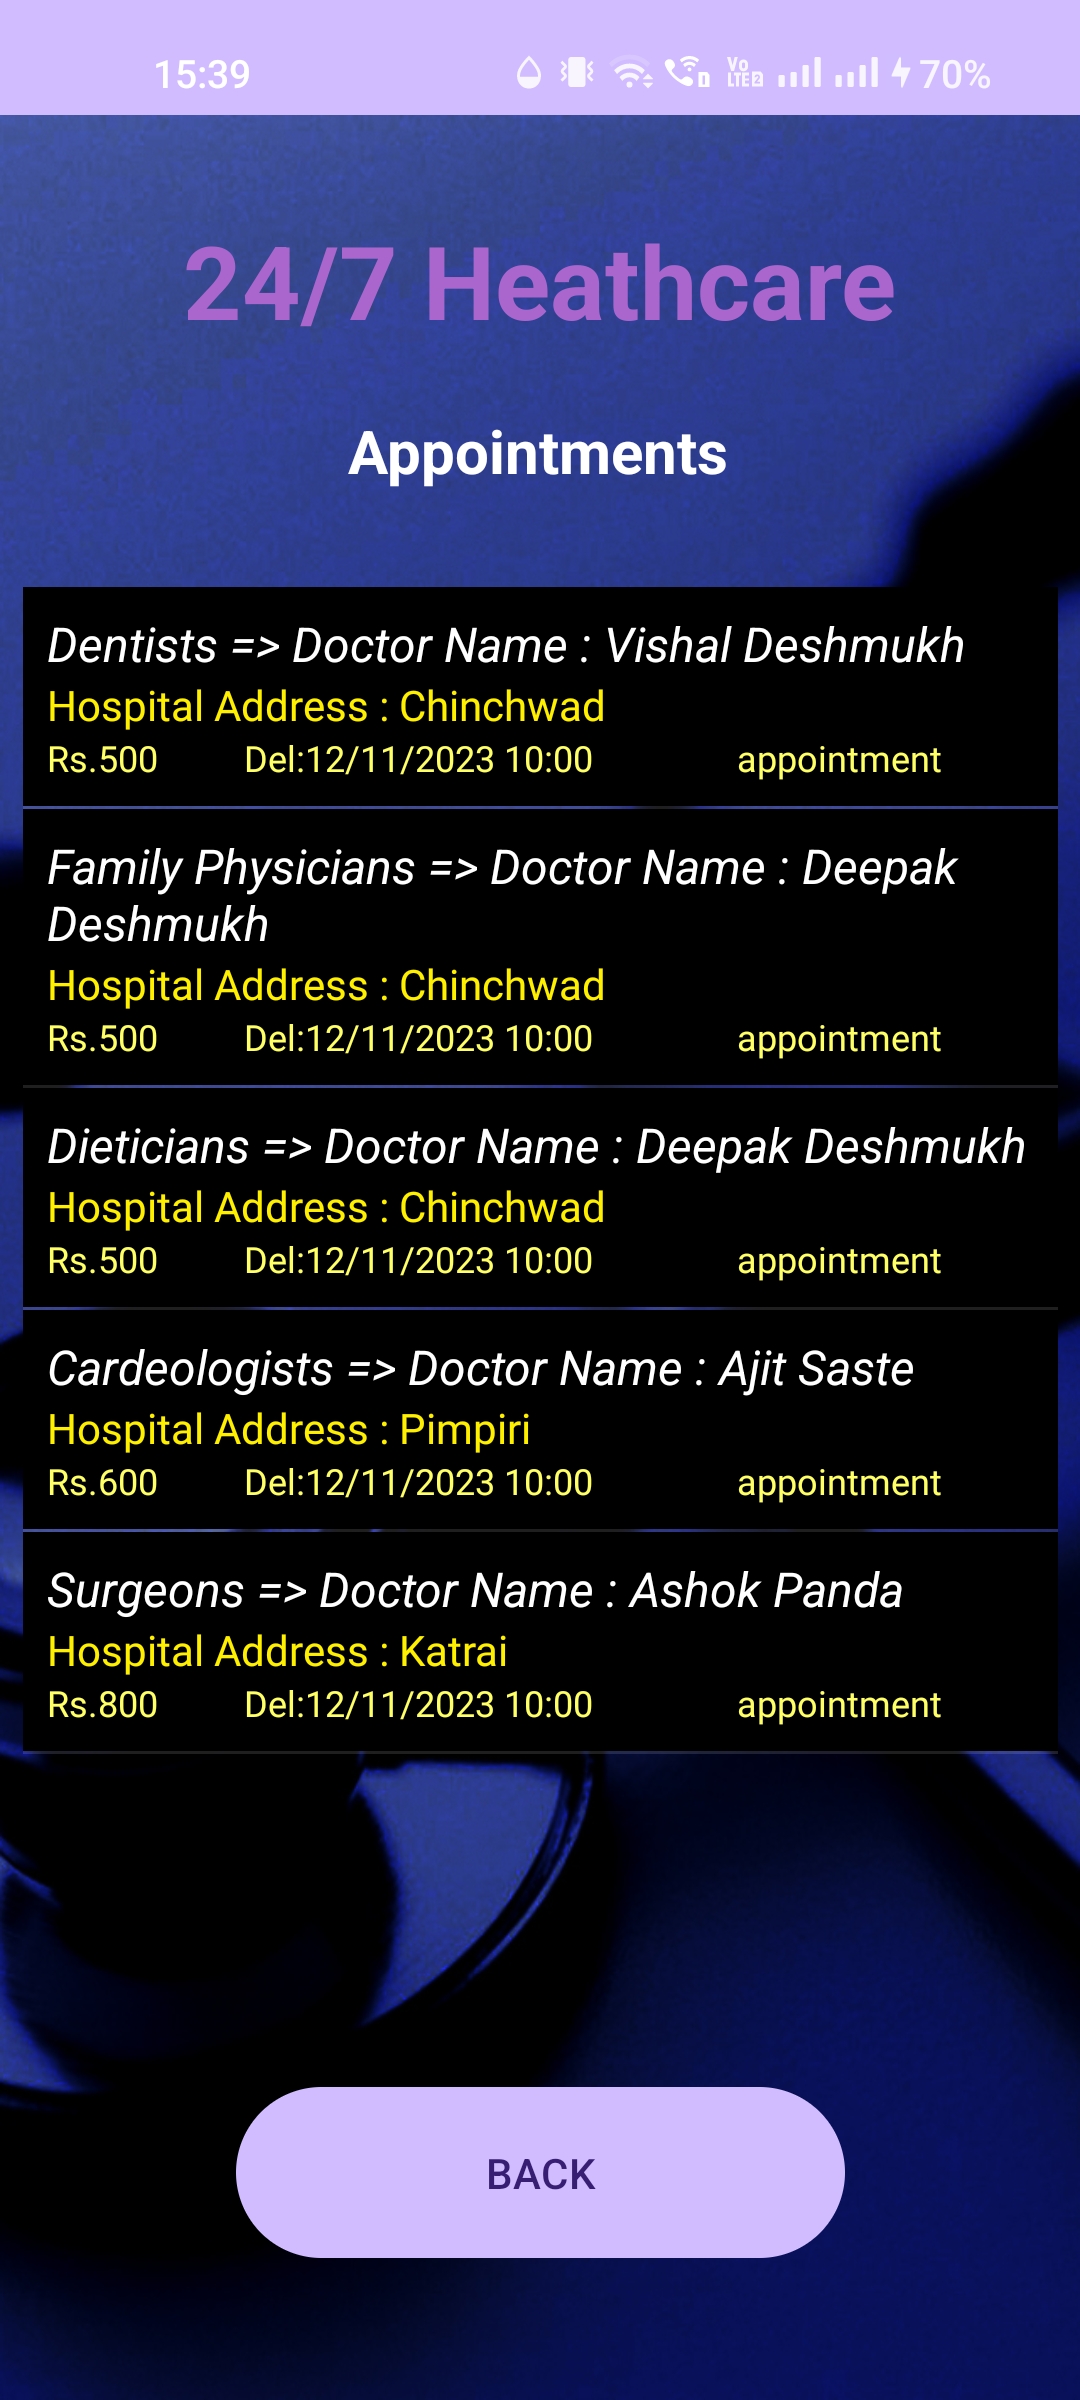 15:39 Vo LTE 2 70%
24/7 Heathcare
Appointments
Dentists => Doctor Name : Vishal Deshmukh
Hospital Address : Chinchwad
Rs.500 Del:12/11/2023 10:00 appointment
Family Physicians => Doctor Name : Deepak
Deshmukh
Hospital Address : Chinchwad
Rs.500 Del:12/11/2023 10:00 appointment
Dieticians => Doctor Name : Deepak Deshmukh
Hospital Address : Chinchwad
Rs.500 Del:12/11/2023 10:00 appointment
Cardeologists => Doctor Name : Ajit Saste
Hospital Address : Pimpiri
Rs.600 Del:12/11/2023 10:00 appointment
Surgeons => Doctor Name : Ashok Panda
Hospital Address : Katrai
Rs.800 Del:12/11/2023 10:00 appointment
BACK